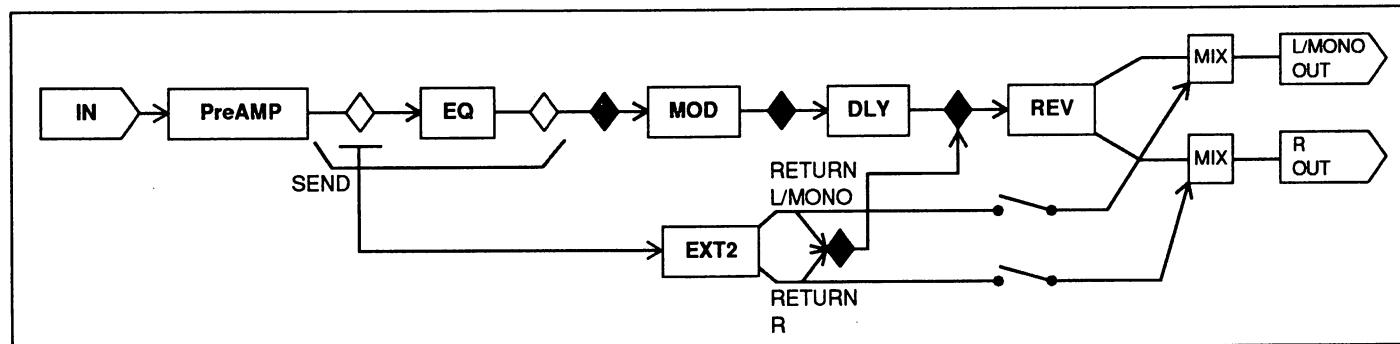 L/MONO
OUT
MIX
IN
PreAMP
EQ
MOD
DLY
REV
R
OUT
MIX
SEND
RETURN
L/MONO
EXT2
RETURN
R